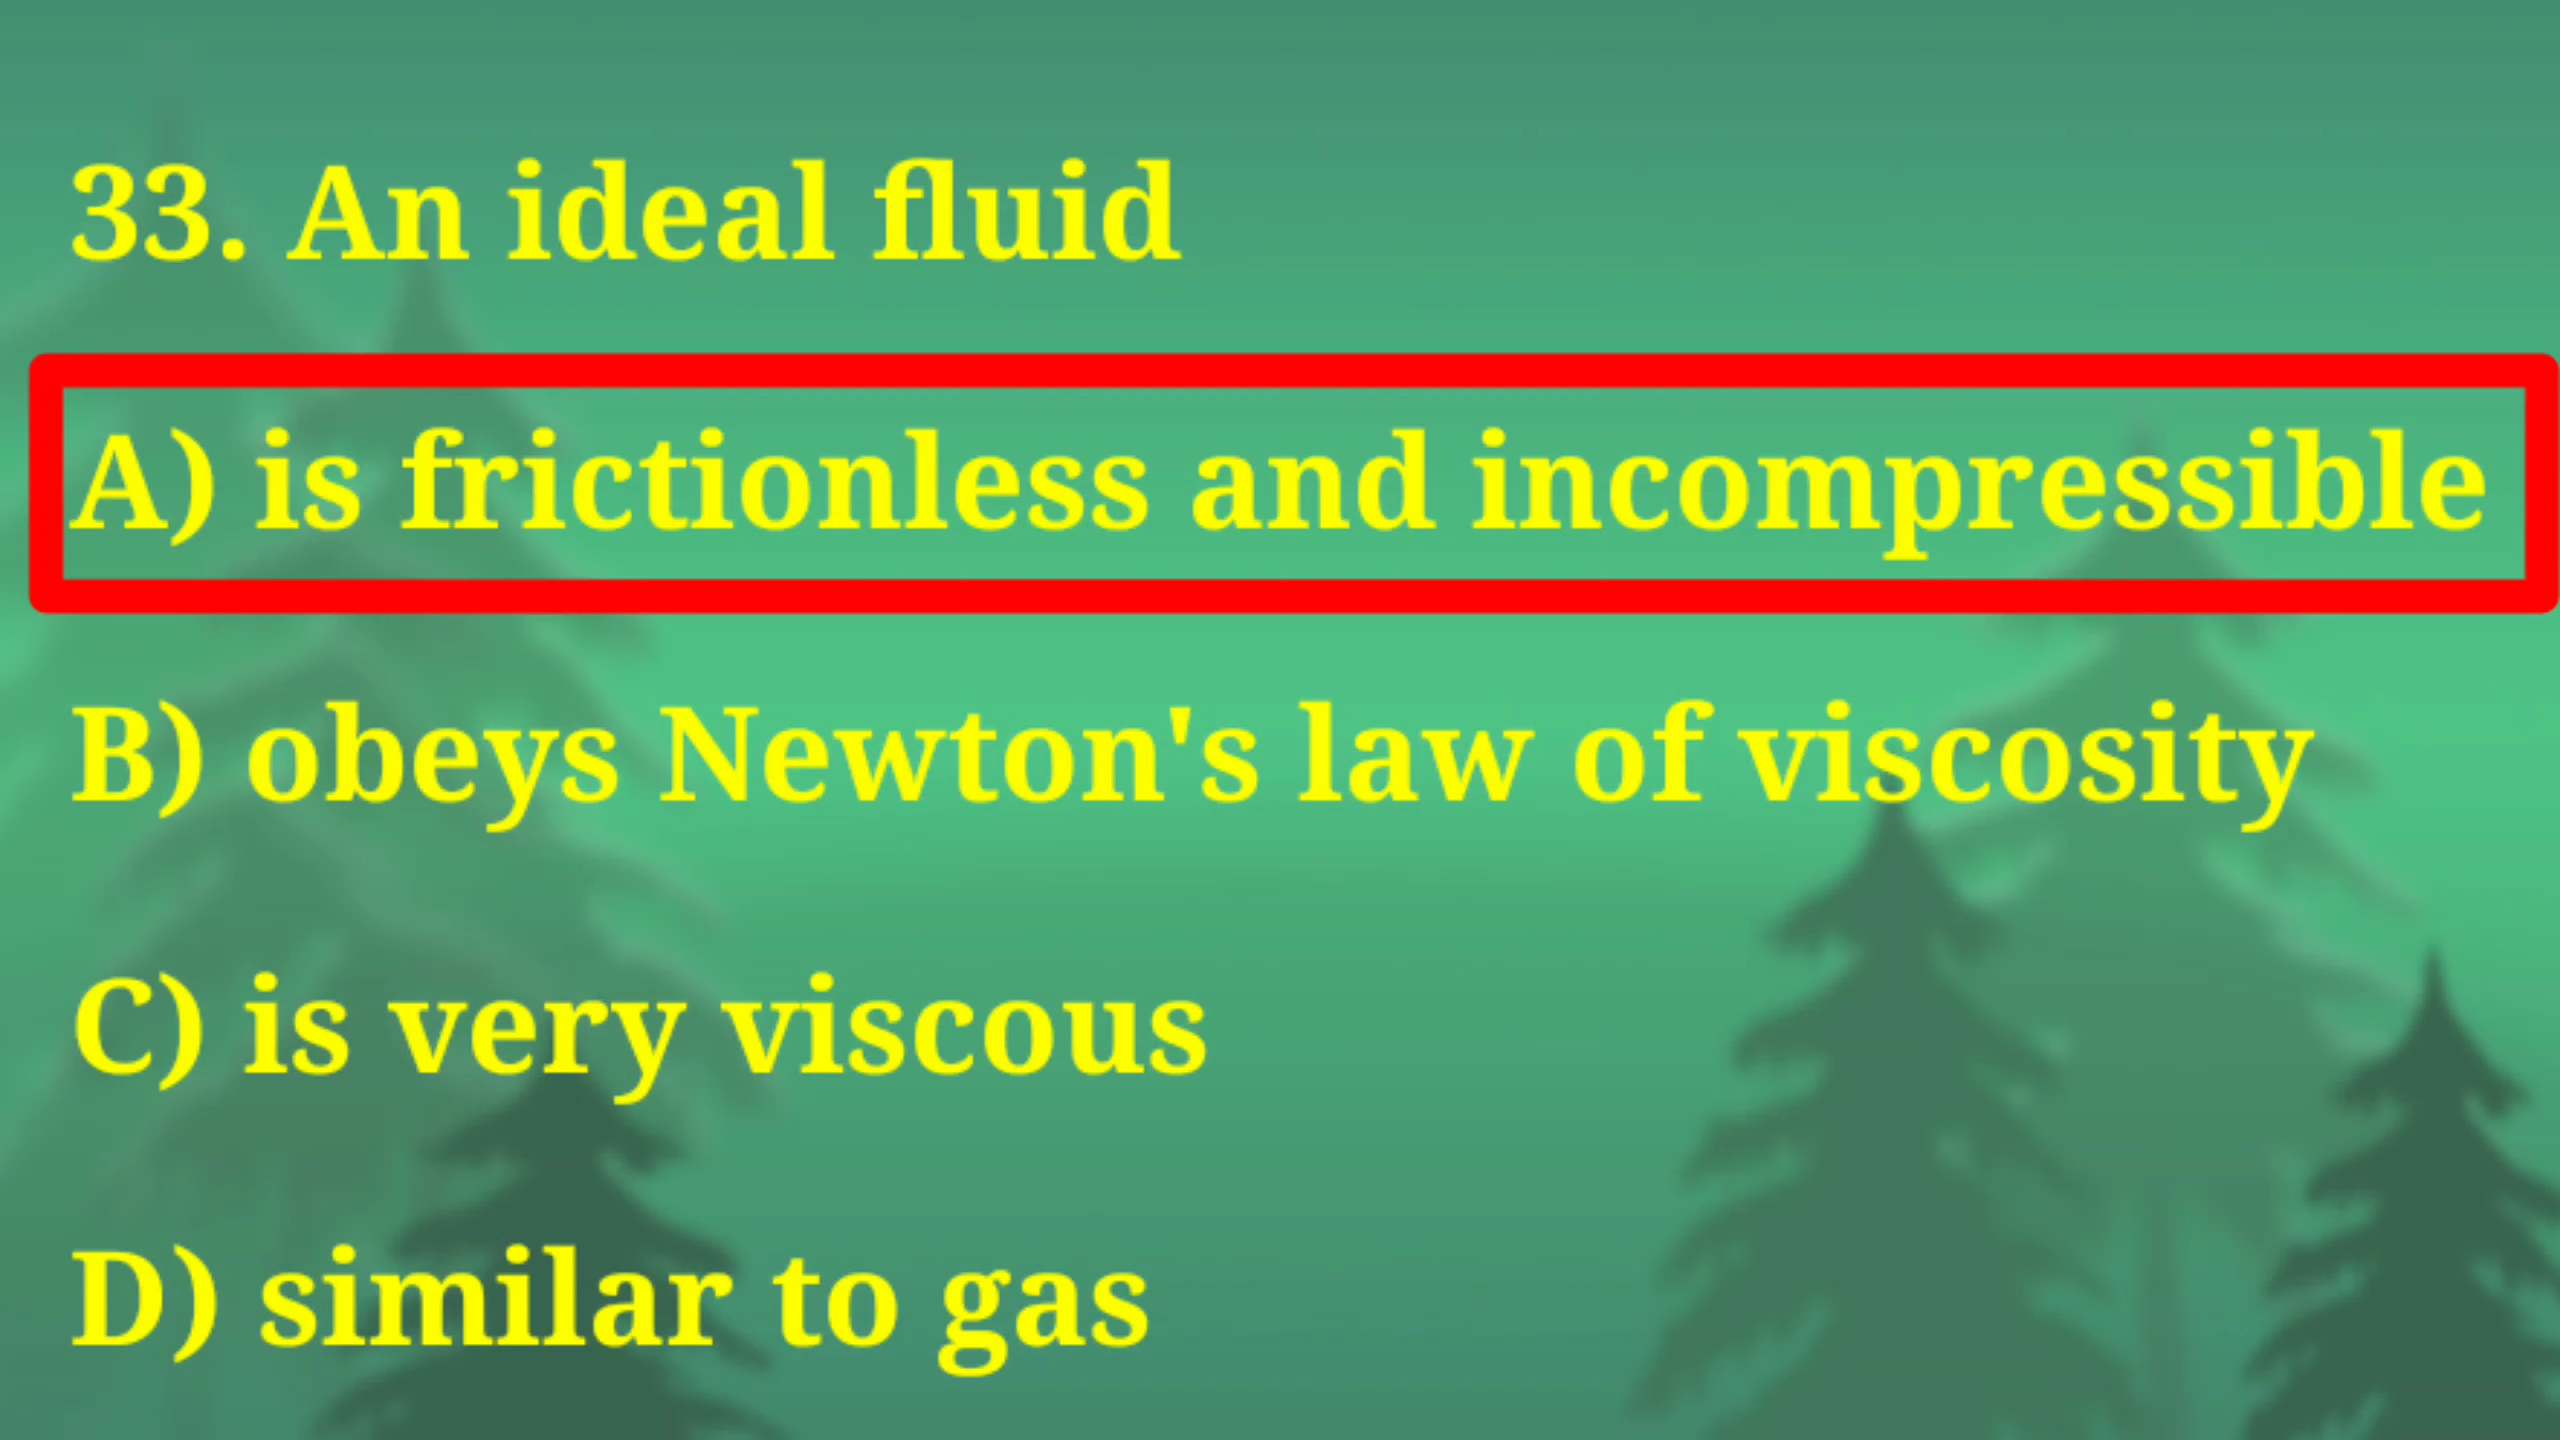 33. An ideal fluid
A) is frictionless and incompressible
B) obeys Newton's law of viscosity
C) is very viscous
D) similar to gas